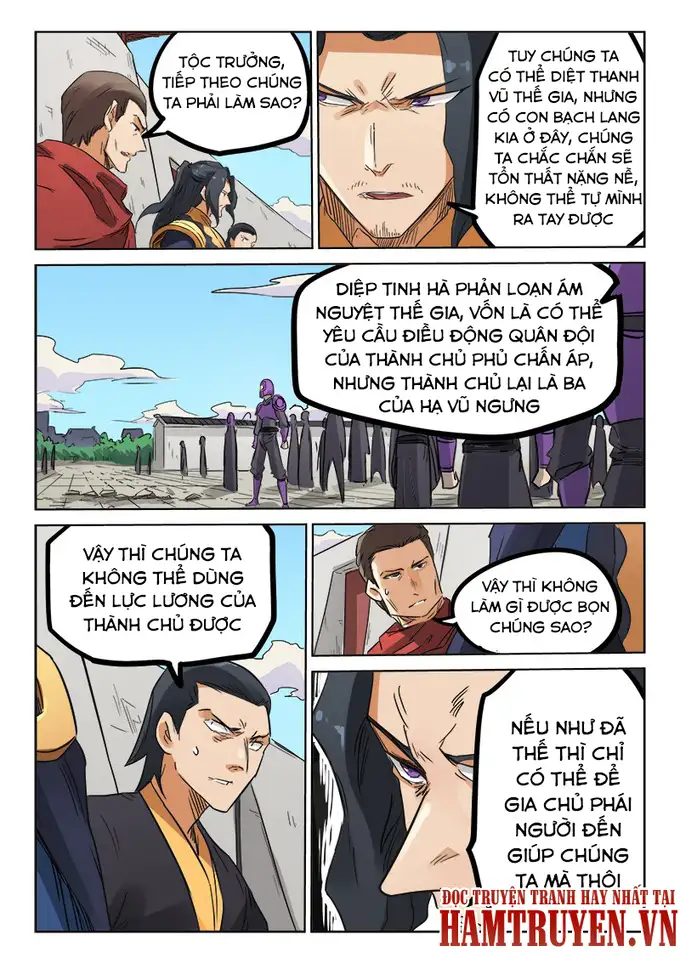 TỘC TRƯỞNG,
TIẾP THEO CHÚNG
TA PHẢI LÀM SAO?
TUY CHÚNG TA
CÓ THỂ DIỆT THANH
VŨ THẾ GIA, NHƯNG
CÓ CON BẠCH LANG
KIA Ở ĐÂY, CHÚNG
TA CHẮC CHẮN SẼ
TỔN THẤT NẶNG NỀ,
KHÔNG THỂ TỰ MÌNH
RA TAY ĐƯỢC
DIỆP TINH HÀ PHẢN LOẠN ÁM
NGUYỆT THẾ GIA, VỐN LÀ CÓ THỂ
YÊU CẦU ĐIỀU ĐỘNG QUÂN ĐỘI
CỦA THÀNH CHỦ PHỦ CHẤN ÁP,
NHƯNG THÀNH CHỦ LẠI LÀ BA
CỦA HẠ VŨ NGƯNG
VẬY THÌ CHÚNG TA
KHÔNG THỂ DÙNG
ĐẾN LỰC LƯƠNG CỦA
THÀNH CHỦ ĐƯỢC
VẬY THÌ KHÔNG
LÀM GÌ ĐƯỢC BỌN
CHÚNG SAO?
NẾU NHƯ ĐÃ
THẾ THÌ CHỈ
CÓ THỂ ĐỂ
GIA CHỦ PHÁI
NGƯỜI ĐẾN
GIÚP CHÚNG
TA MÀ THÔI
ĐỌC TRUYỆN TRANH HAY NHẤT TẠI
HAMTRUYEN.VN